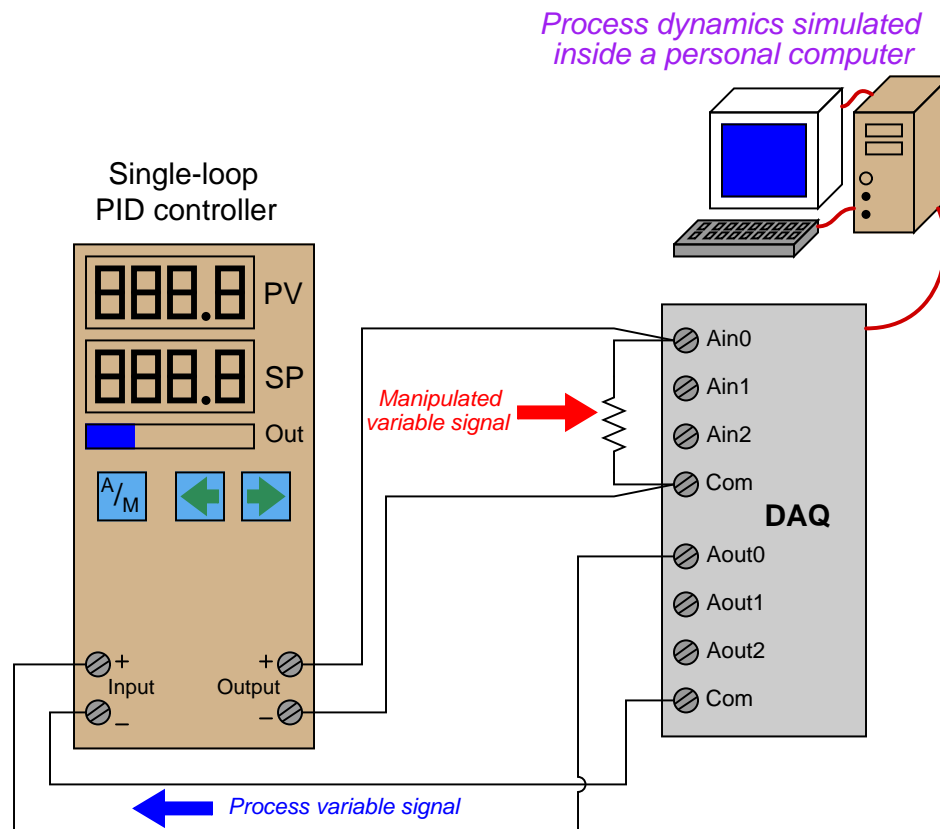 Process dynamics simulated
inside a personal computer
Single-loop
PID controller
888.8 PV
888.8 SP
Out
A/M
+ Input −
+ Output −
Manipulated
variable signal
Ain0
Ain1
Ain2
Com
DAQ
Aout0
Aout1
Aout2
Com
Process variable signal